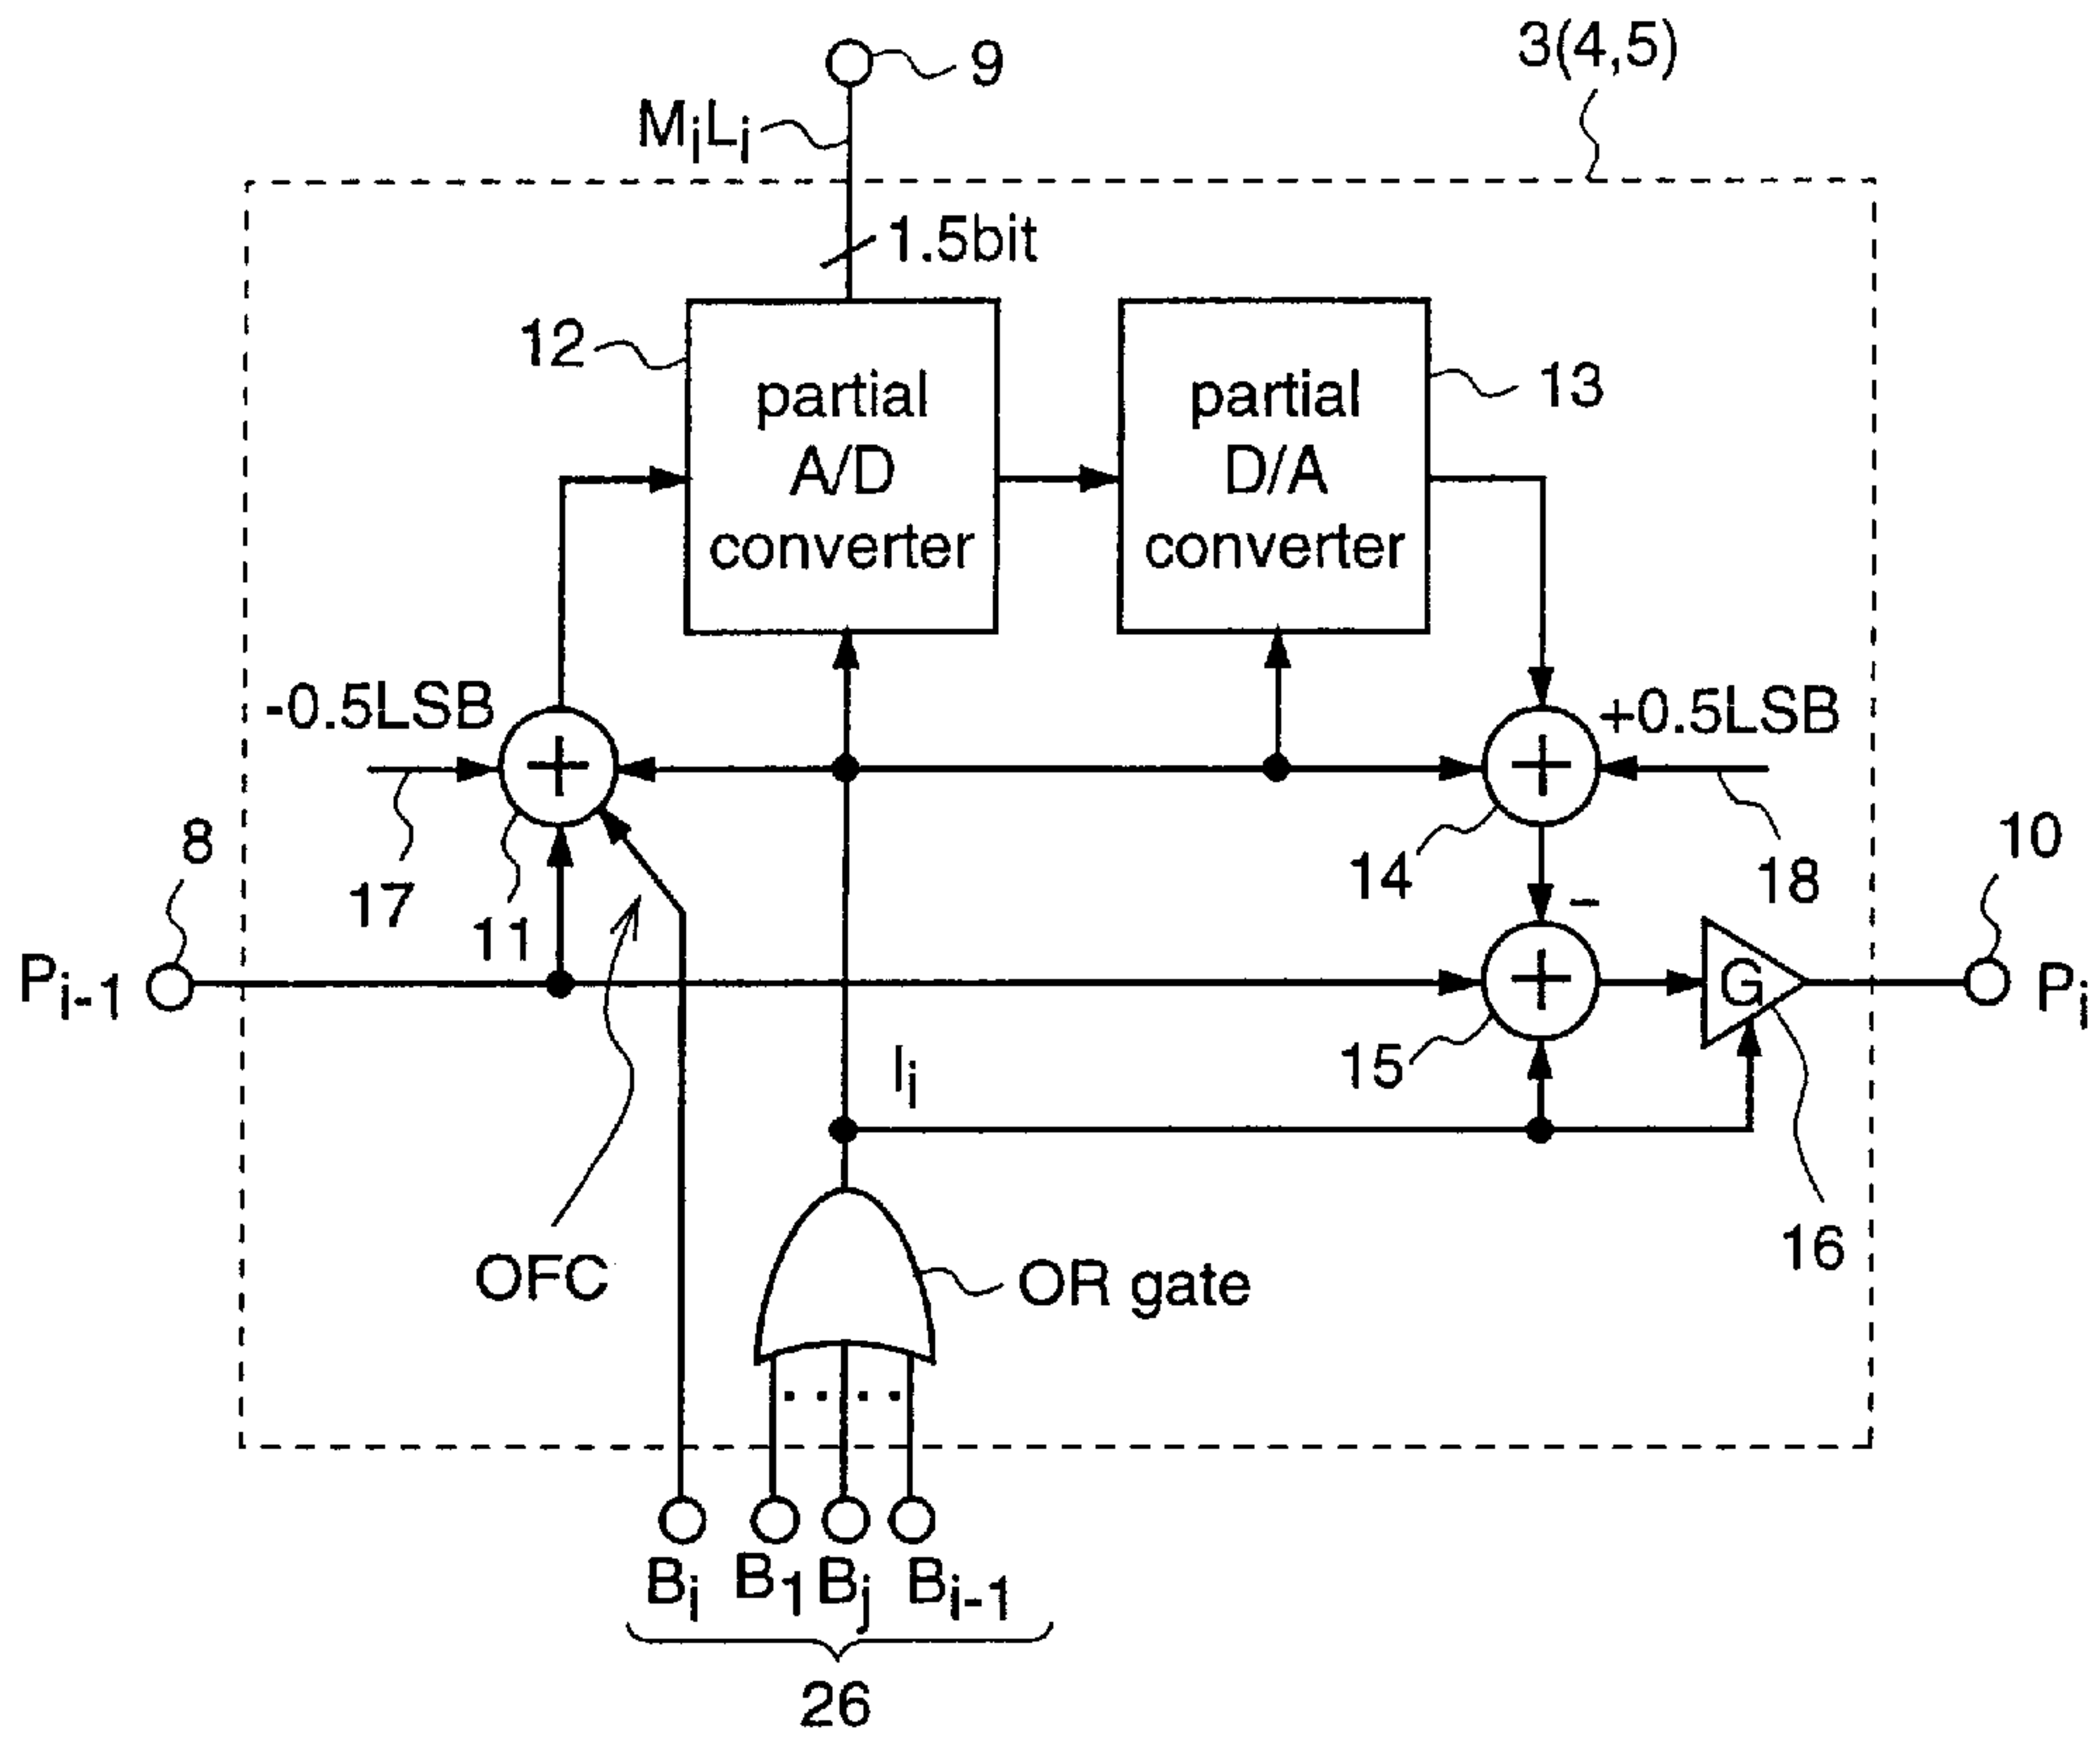 9
3(4,5)
MiLi
1.5bit
12
partial
A/D
converter
partial
D/A
converter
13
-0.5LSB
+
+
+0.5LSB
8
17
11
14
-
18
10
Pi-1
+
G
Pi
15
Ii
16
OFC
OR gate
Bi
B1
Bj
Bi-1
26